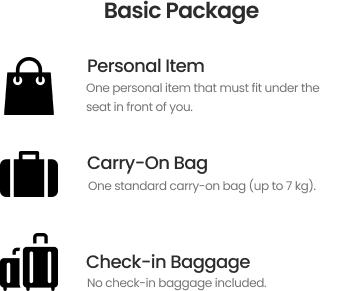 Basic Package
Personal Item
One personal item that must fit under the
seat in front of you.
Carry-On Bag
One standard carry-on bag (up to 7 kg).
Check-in Baggage
No check-in baggage included.